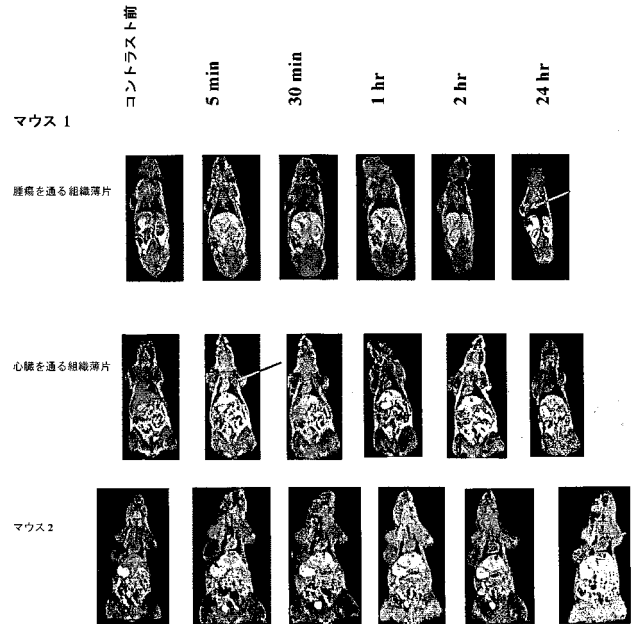 コントラスト前
5 min
30 min
1 hr
2 hr
24 hr
マウス 1
腫瘍を通る組織薄片
心臓を通る組織薄片
マウス 2